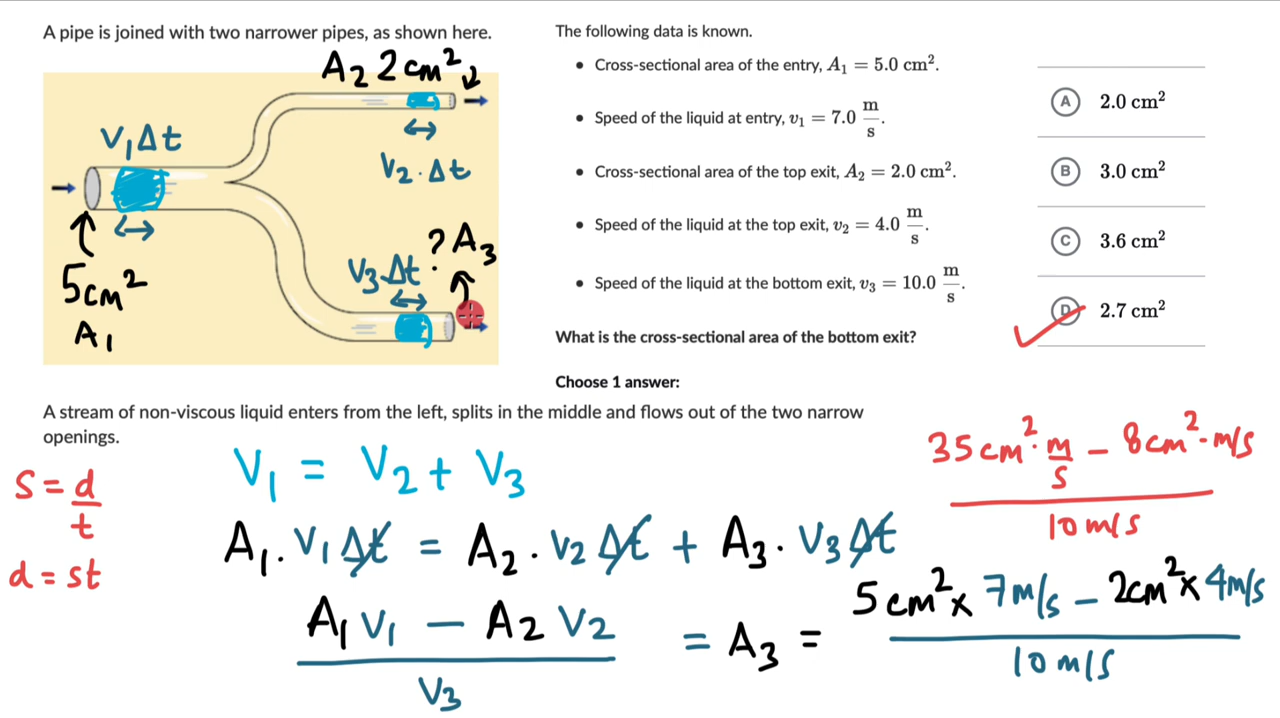 A pipe is joined with two narrower pipes, as shown here.
A2 2cm²
V₁Δt
V₂·Δt
?A₃
V₃·Δt
5cm²
A₁
A stream of non-viscous liquid enters from the left, splits in the middle and flows out of the two narrow
openings.
The following data is known.
• Cross-sectional area of the entry, A₁ = 5.0 cm².
• Speed of the liquid at entry, v₁ = 7.0 m/s.
• Cross-sectional area of the top exit, A₂ = 2.0 cm².
• Speed of the liquid at the top exit, v₂ = 4.0 m/s.
• Speed of the liquid at the bottom exit, v₃ = 10.0 m/s.
What is the cross-sectional area of the bottom exit?
Choose 1 answer:
A 2.0 cm²
B 3.0 cm²
C 3.6 cm²
D 2.7 cm²
S = d/t
d = st
V₁ = V₂ + V₃
A₁·V₁Δt = A₂·V₂Δt + A₃·V₃Δt
A₁V₁ − A₂V₂
V₃
= A₃ =
5cm² x 7m/s − 2cm² x 4m/s
10m/s
35cm²·m/s − 8cm²·m/s
10m/s